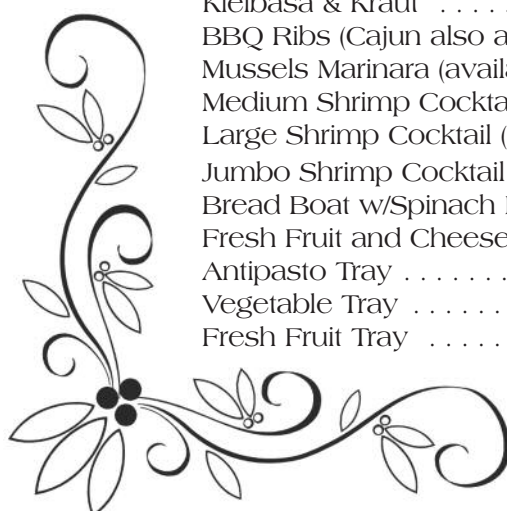 Kielbasa & Kraut . . . . .
BBQ Ribs (Cajun also a
Mussels Marinara (availa
Medium Shrimp Cockta
Large Shrimp Cocktail (
Jumbo Shrimp Cocktail
Bread Boat w/Spinach
Fresh Fruit and Cheese
Antipasto Tray . . . . . . .
Vegetable Tray . . . . . .
Fresh Fruit Tray . . . . .